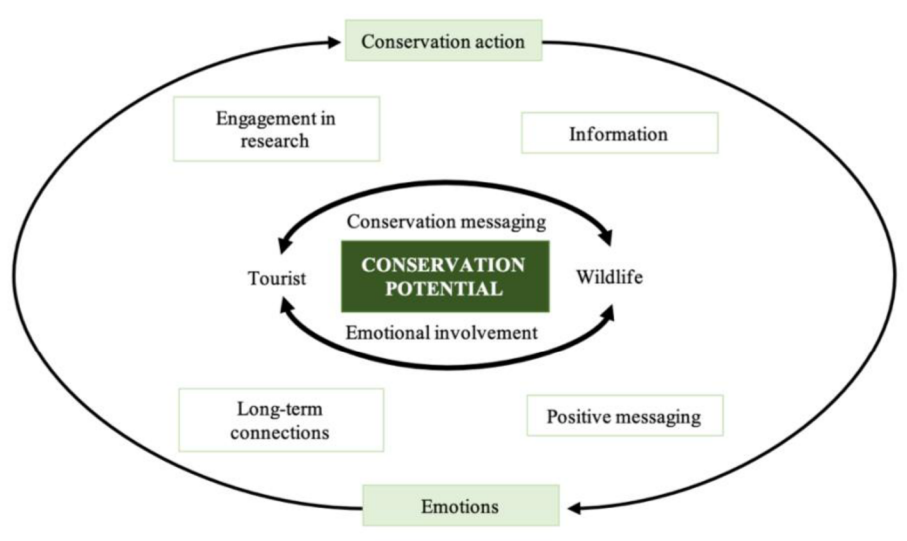 Conservation action
Engagement in
research
Information
Conservation messaging
Tourist
CONSERVATION
POTENTIAL
Wildlife
Emotional involvement
Long-term
connections
Positive messaging
Emotions